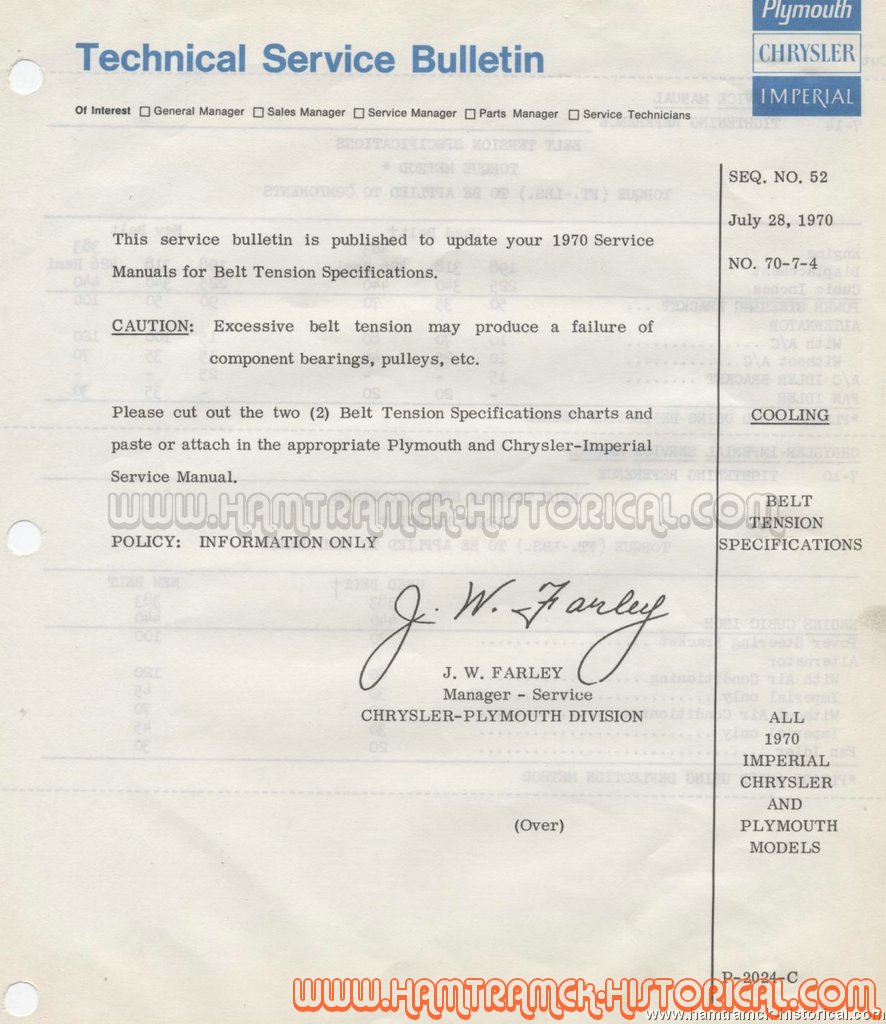 Plymouth
CHRYSLER
IMPERIAL
Technical Service Bulletin
Of Interest □ General Manager □ Sales Manager □ Service Manager □ Parts Manager □ Service Technicians
SEQ. NO. 52
July 28, 1970
NO. 70-7-4
This service bulletin is published to update your 1970 Service
Manuals for Belt Tension Specifications.
CAUTION: Excessive belt tension may produce a failure of
component bearings, pulleys, etc.
Please cut out the two (2) Belt Tension Specifications charts and
paste or attach in the appropriate Plymouth and Chrysler-Imperial
Service Manual.
COOLING
www.Hamtramck-Historical.com
BELT
TENSION
SPECIFICATIONS
POLICY: INFORMATION ONLY
J. W. Farley
J. W. FARLEY
Manager - Service
CHRYSLER-PLYMOUTH DIVISION
ALL
1970
IMPERIAL
CHRYSLER
AND
PLYMOUTH
MODELS
(Over)
P-2024-C
www.Hamtramck-Historical.com
www.hamtramck-historical.com